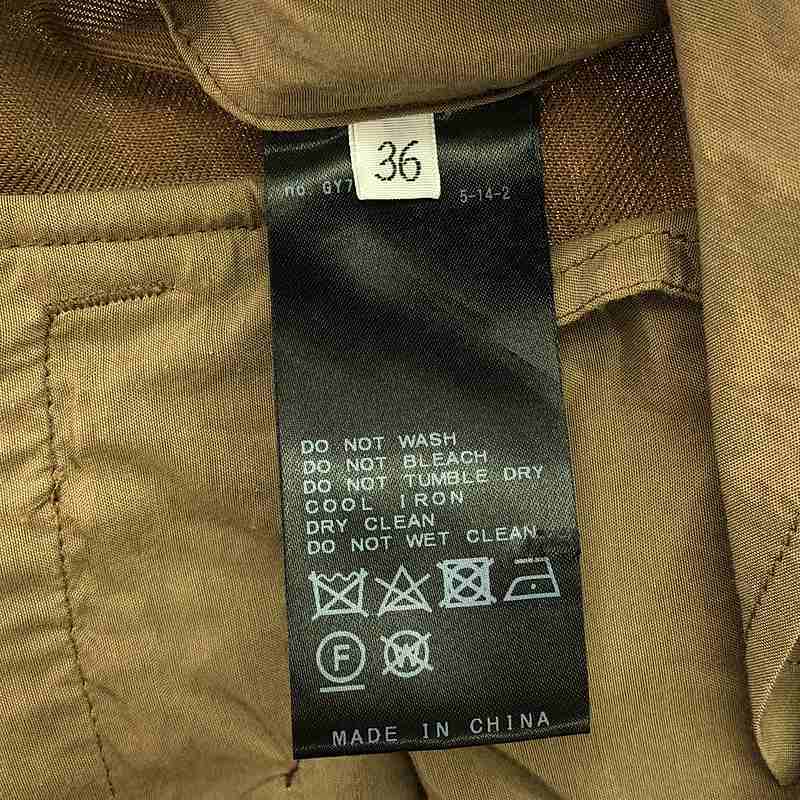 36
no. GY7
5-14-2
DO NOT WASH
DO NOT BLEACH
DO NOT TUMBLE DRY
COOL IRON
DRY CLEAN
DO NOT WET CLEAN
F W
MADE IN CHINA